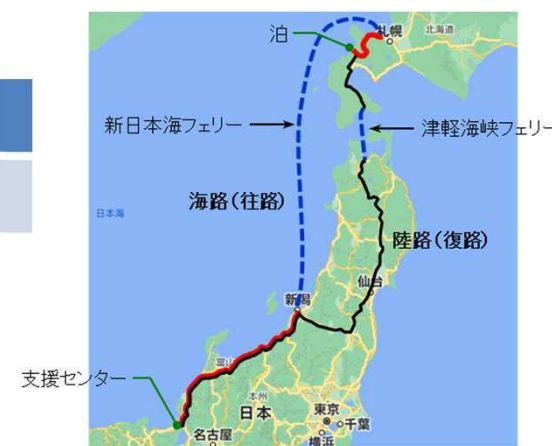 泊
札幌
北海道
新日本海フェリー
津軽海峡フェリー
海路(往路)
日本海
陸路(復路)
仙台
新潟
富山
支援センター
本州
日本
東京
千葉
名古屋
横浜